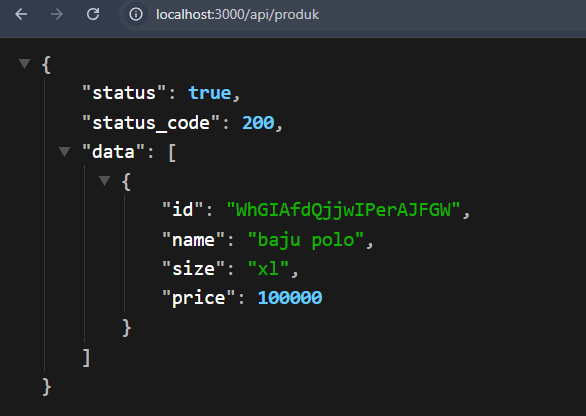 localhost:3000/api/produk
{
"status": true,
"status_code": 200,
"data": [
{
"id": "WhGIAfdQjjwIPerAJFGW",
"name": "baju polo",
"size": "xl",
"price": 100000
}
]
}